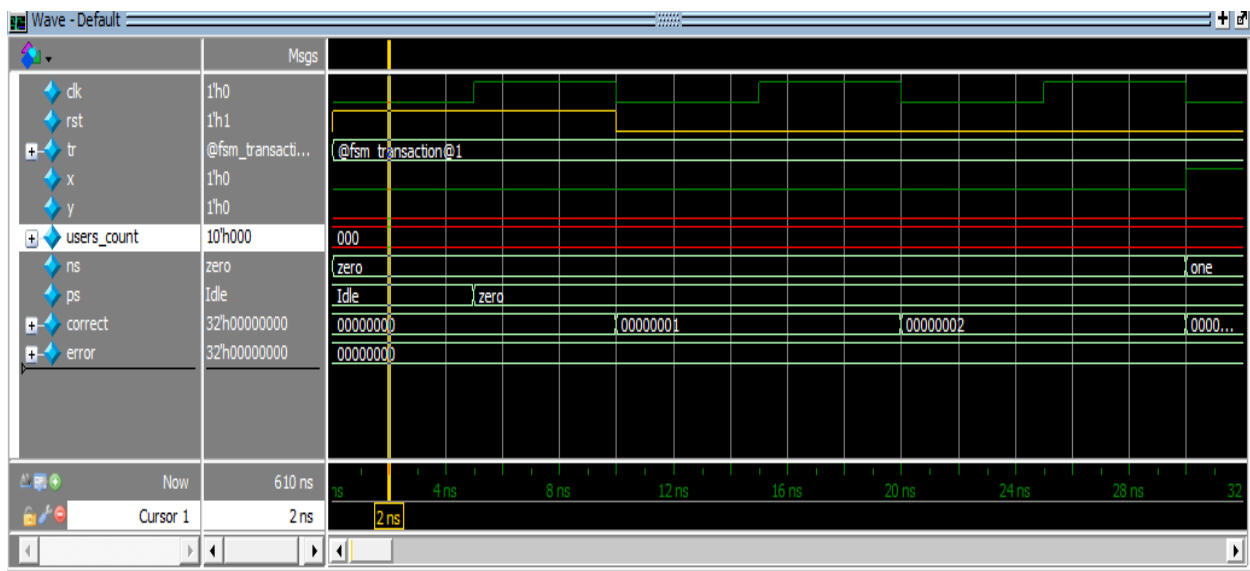 Wave - Default
Msgs
clk 1'h0
rst 1'h1
tr @fsm_transacti... @fsm_transaction@1
x 1'h0
y 1'h0
users_count 10'h000 000
ns zero zero one
ps Idle Idle zero
correct 32'h00000000 00000000 00000001 00000002 0000...
error 32'h00000000 00000000
Now 610 ns ns 4 ns 8 ns 12 ns 16 ns 20 ns 24 ns 28 ns 32
Cursor 1 2 ns 2 ns